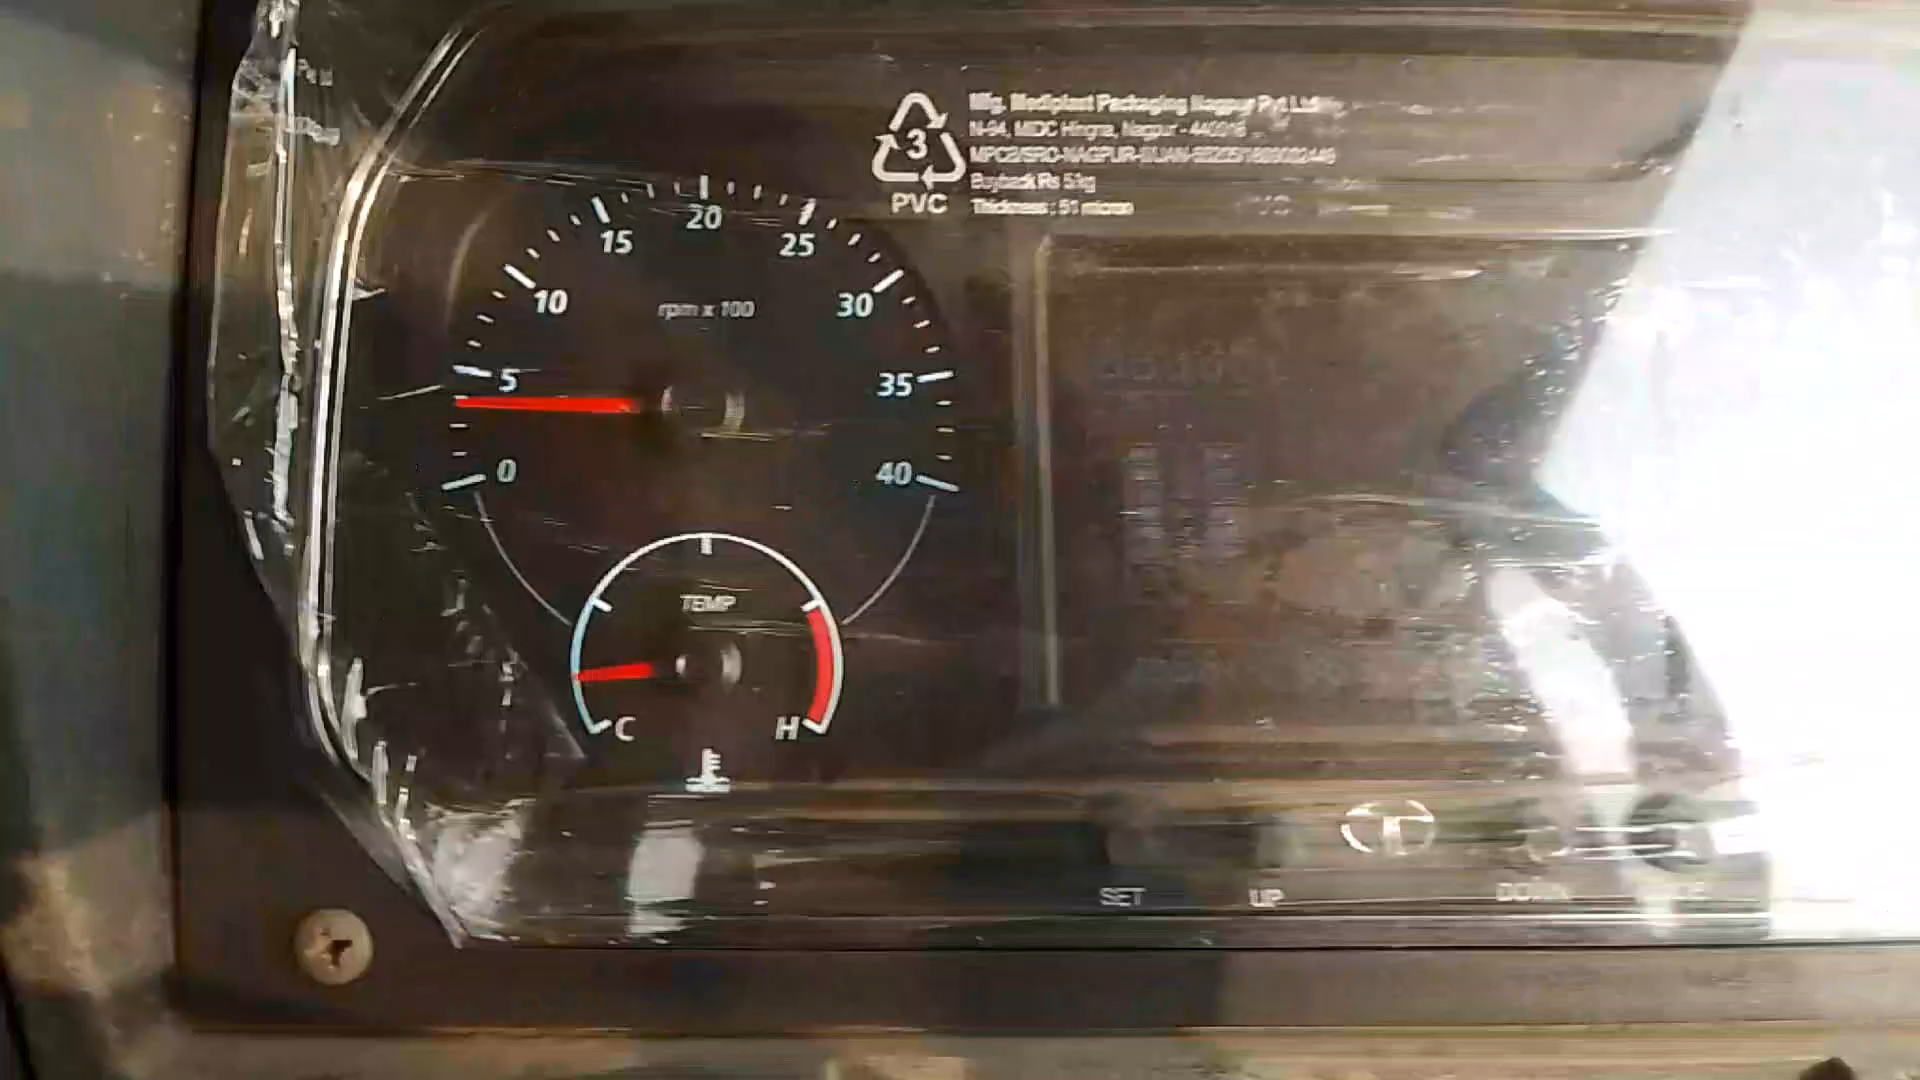 Mfg. Mediplast Packaging Nagpur Pvt Ltd
N-94, MIDC Hingna, Nagpur - 440016
Buyback Rs 5/kg
Thickness : 51 micron
3
PVC
20
15
25
10
30
rpm x 100
5
35
0
40
TEMP
C
H
SET
UP
DOWN